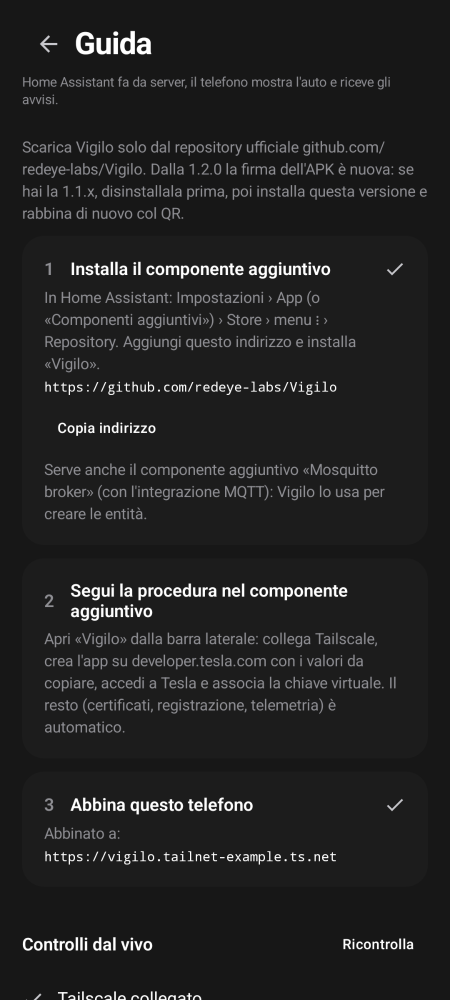 Guida
Home Assistant fa da server, il telefono mostra l'auto e riceve gli
avvisi.
Scarica Vigilo solo dal repository ufficiale github.com/
redeye-labs/Vigilo. Dalla 1.2.0 la firma dell'APK è nuova: se
hai la 1.1.x, disinstallala prima, poi installa questa versione e
rabbina di nuovo col QR.
1 Installa il componente aggiuntivo
In Home Assistant: Impostazioni › App (o
«Componenti aggiuntivi») › Store › menu ⋮ ›
Repository. Aggiungi questo indirizzo e installa
«Vigilo».
https://github.com/redeye-labs/Vigilo
Copia indirizzo
Serve anche il componente aggiuntivo «Mosquitto
broker» (con l'integrazione MQTT): Vigilo lo usa per
creare le entità.
2 Segui la procedura nel componente
aggiuntivo
Apri «Vigilo» dalla barra laterale: collega Tailscale,
crea l'app su developer.tesla.com con i valori da
copiare, accedi a Tesla e associa la chiave virtuale. Il
resto (certificati, registrazione, telemetria) è
automatico.
3 Abbina questo telefono
Abbinato a:
https://vigilo.tailnet-example.ts.net
Controlli dal vivo Ricontrolla
Tailscale collegato